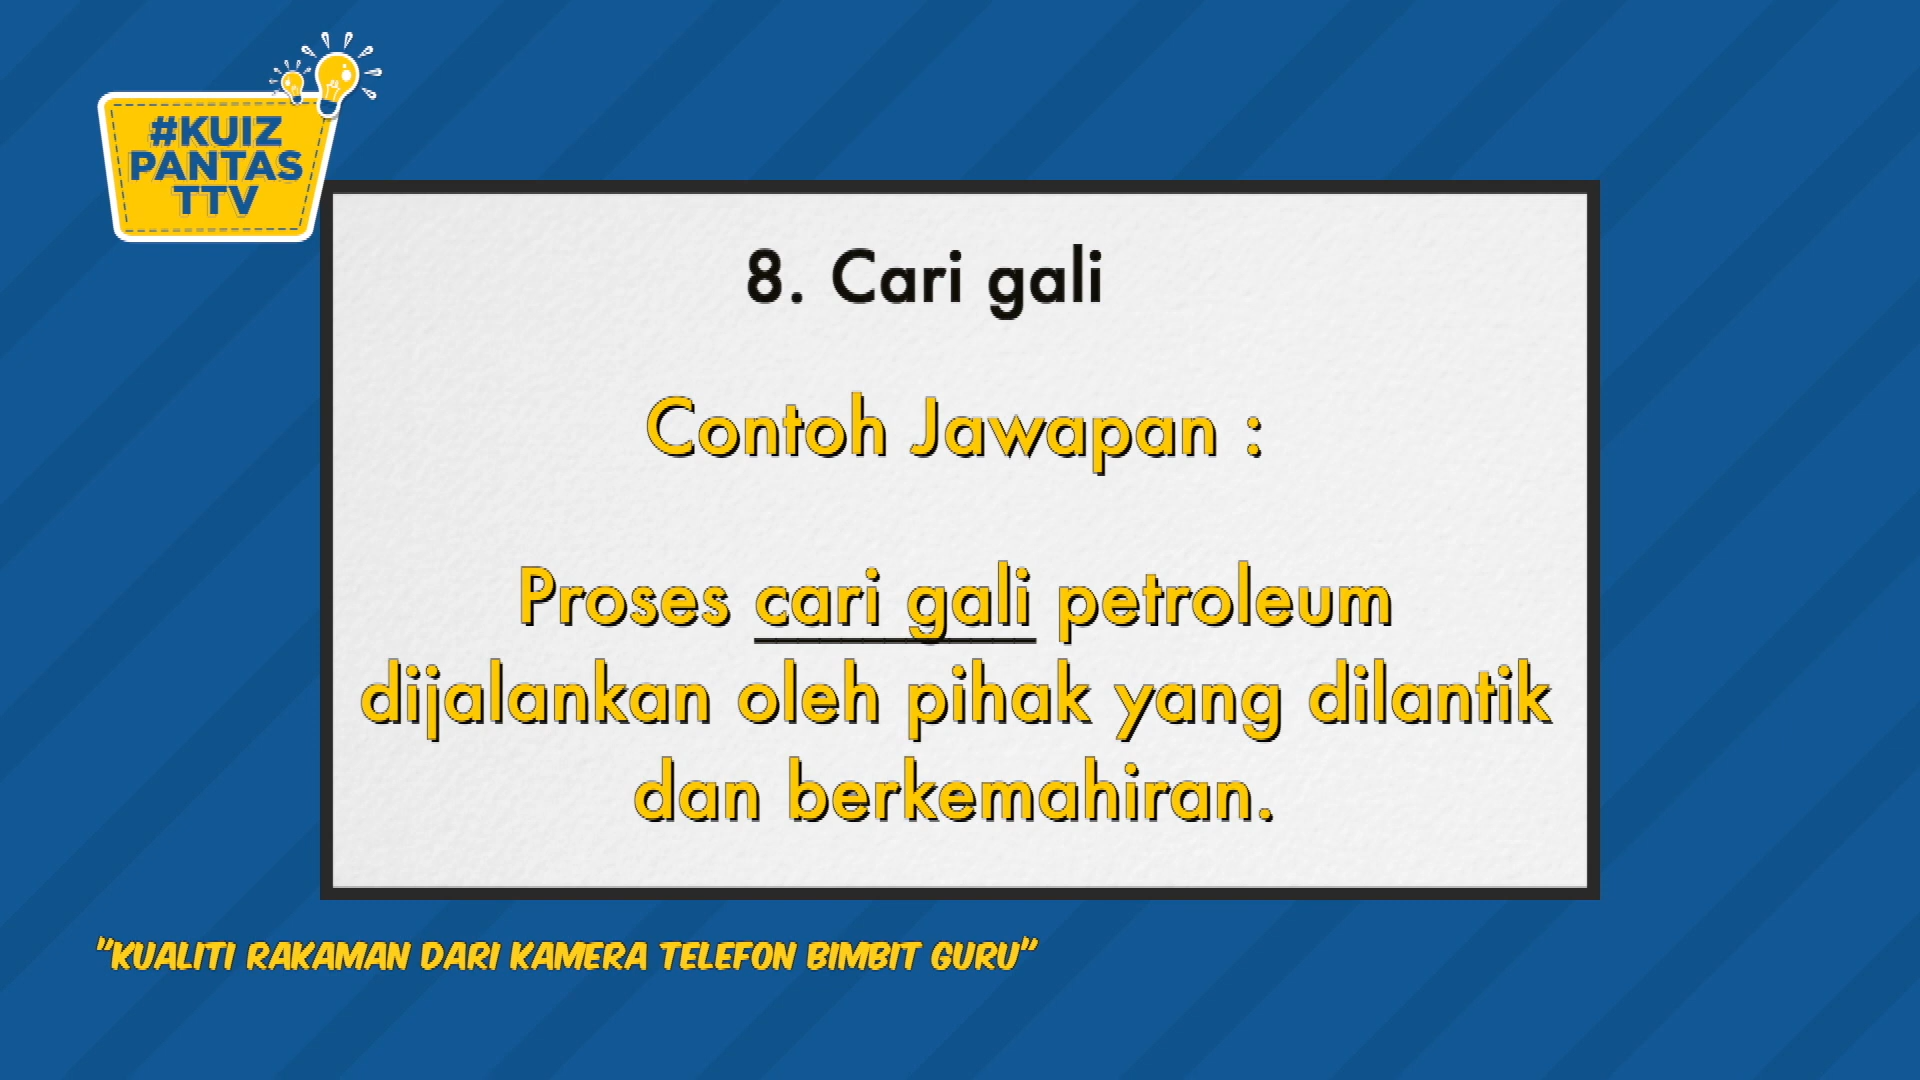 #KUIZ
PANTAS
TTV
8. Cari gali
Contoh Jawapan :
Proses cari gali petroleum
dijalankan oleh pihak yang dilantik
dan berkemahiran.
"KUALITI RAKAMAN DARI KAMERA TELEFON BIMBIT GURU"